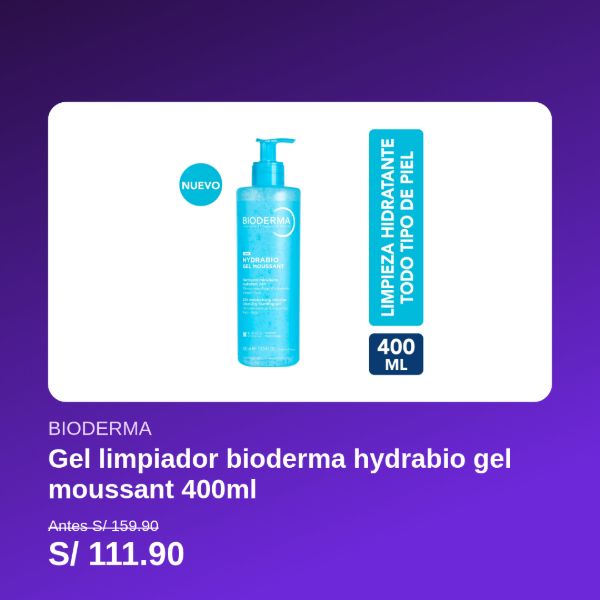 NUEVO
BIODERMA
HYDRABIO
GEL MOUSSANT
LIMPIEZA HIDRATANTE
TODO TIPO DE PIEL
400
ML
BIODERMA
Gel limpiador bioderma hydrabio gel
moussant 400ml
Antes S/ 159.90
S/ 111.90